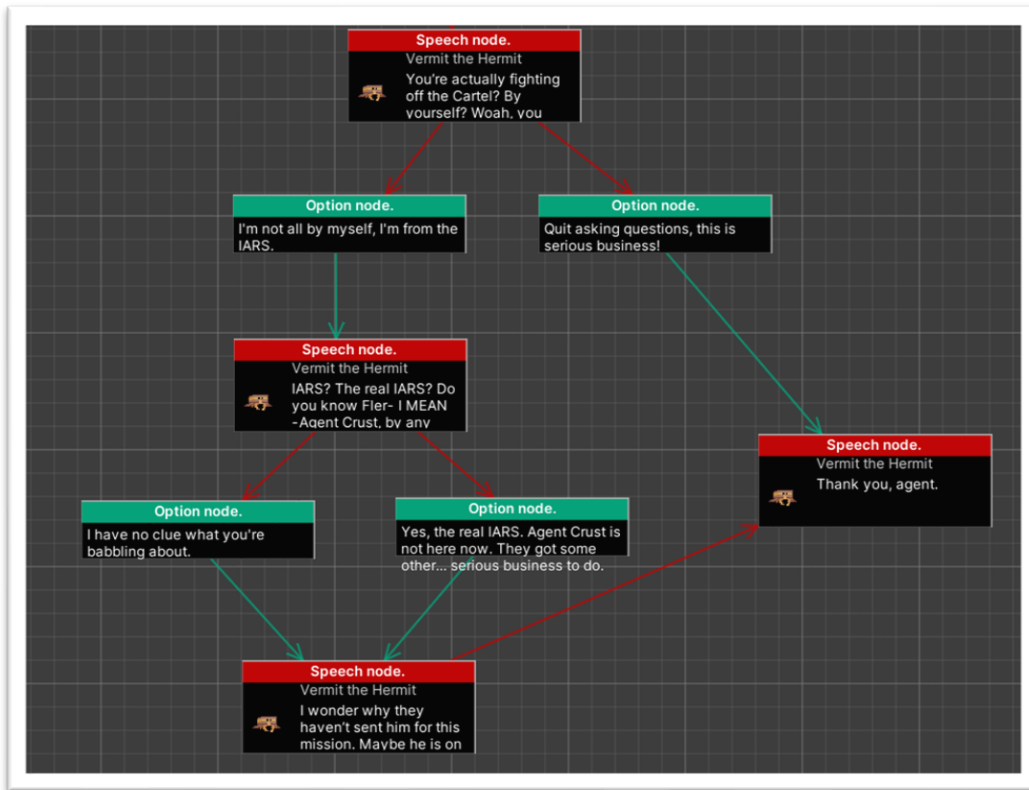 Speech node.
Vermit the Hermit
You're actually fighting
off the Cartel? By
yourself? Woah, you
Option node.
I'm not all by myself, I'm from the
IARS.
Option node.
Quit asking questions, this is
serious business!
Speech node.
Vermit the Hermit
IARS? The real IARS? Do
you know Fler- I MEAN
-Agent Crust, by any
Speech node.
Vermit the Hermit
Thank you, agent.
Option node.
I have no clue what you're
babbling about.
Option node.
Yes, the real IARS. Agent Crust is
not here now. They got some
other... serious business to do.
Speech node.
Vermit the Hermit
I wonder why they
haven't sent him for this
mission. Maybe he is on